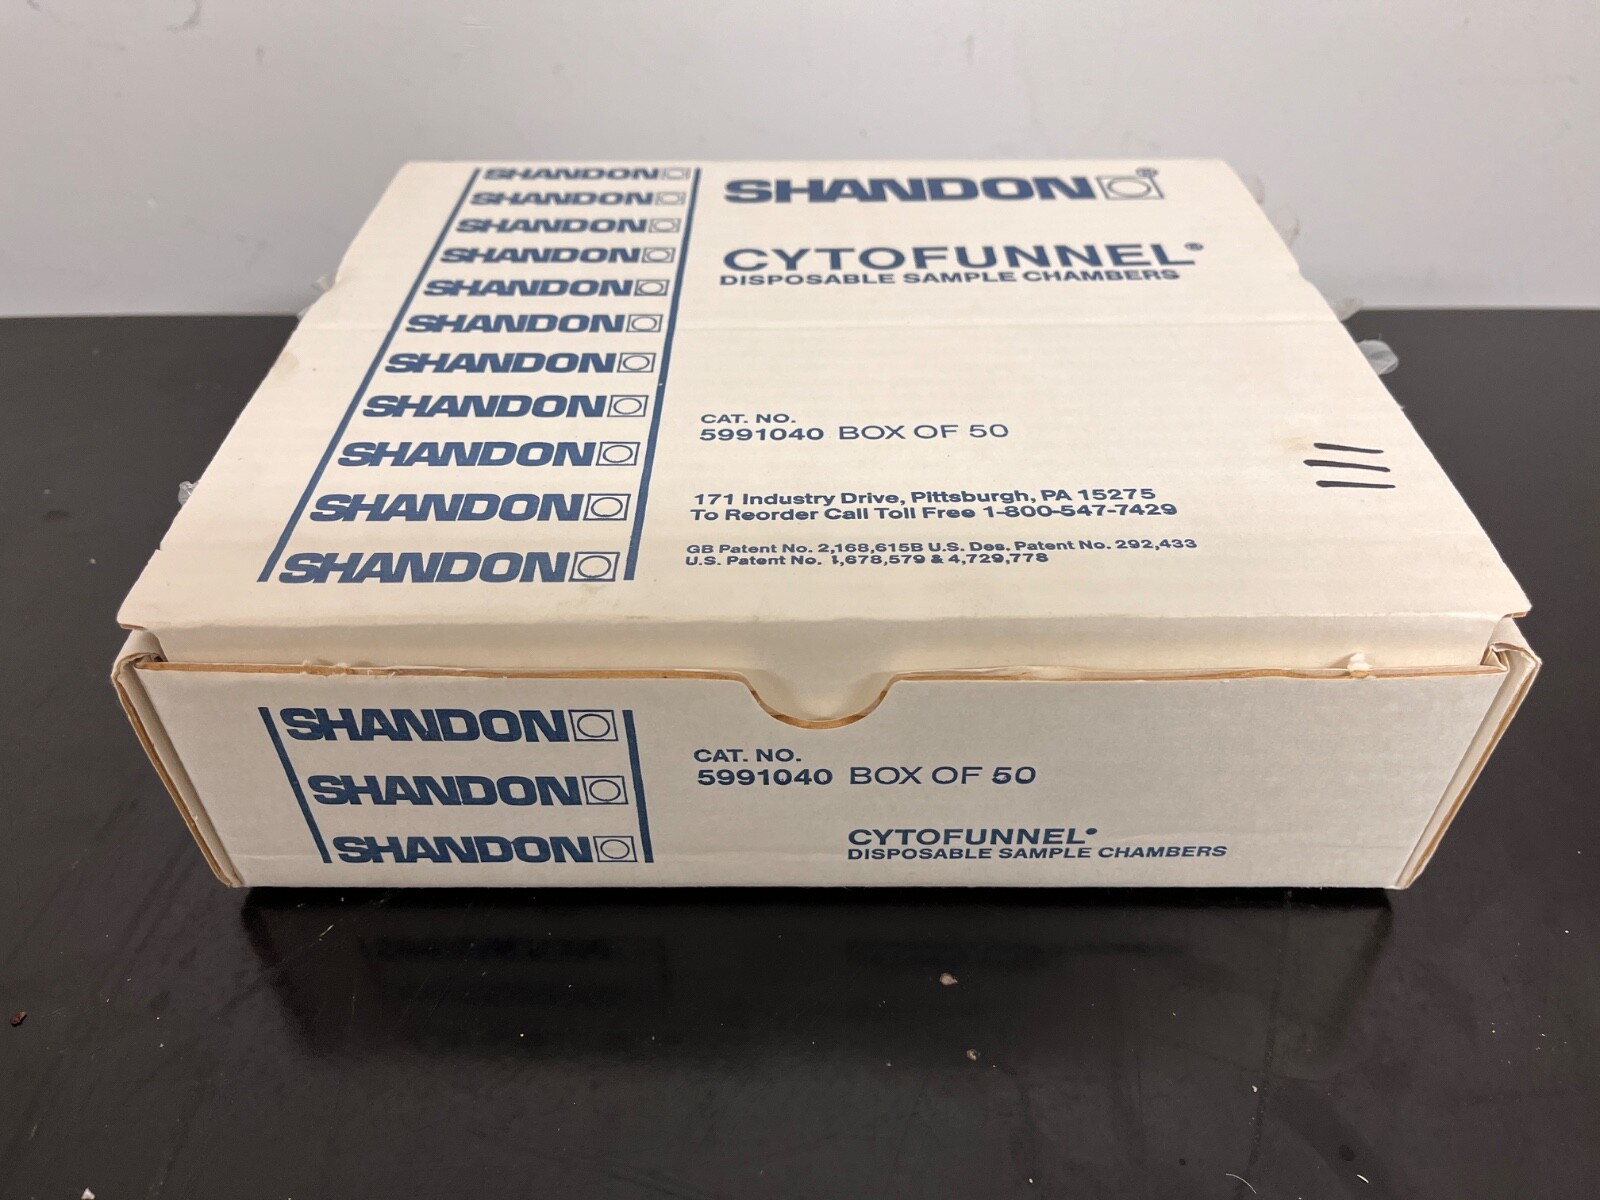 SHANDON
SHANDON
SHANDON
SHANDON
SHANDON
SHANDON
SHANDON
SHANDON
SHANDON
SHANDON
SHANDON
SHANDON®
CYTOFUNNEL®
DISPOSABLE SAMPLE CHAMBERS
CAT. NO.
5991040 BOX OF 50
171 Industry Drive, Pittsburgh, PA 15275
To Reorder Call Toll Free 1-800-547-7429
GB Patent No. 2,168,615B U.S. Des. Patent No. 292,433
U.S. Patent No. 1,678,579 & 4,729,778
SHANDON
SHANDON
SHANDON
CAT. NO.
5991040 BOX OF 50
CYTOFUNNEL®
DISPOSABLE SAMPLE CHAMBERS